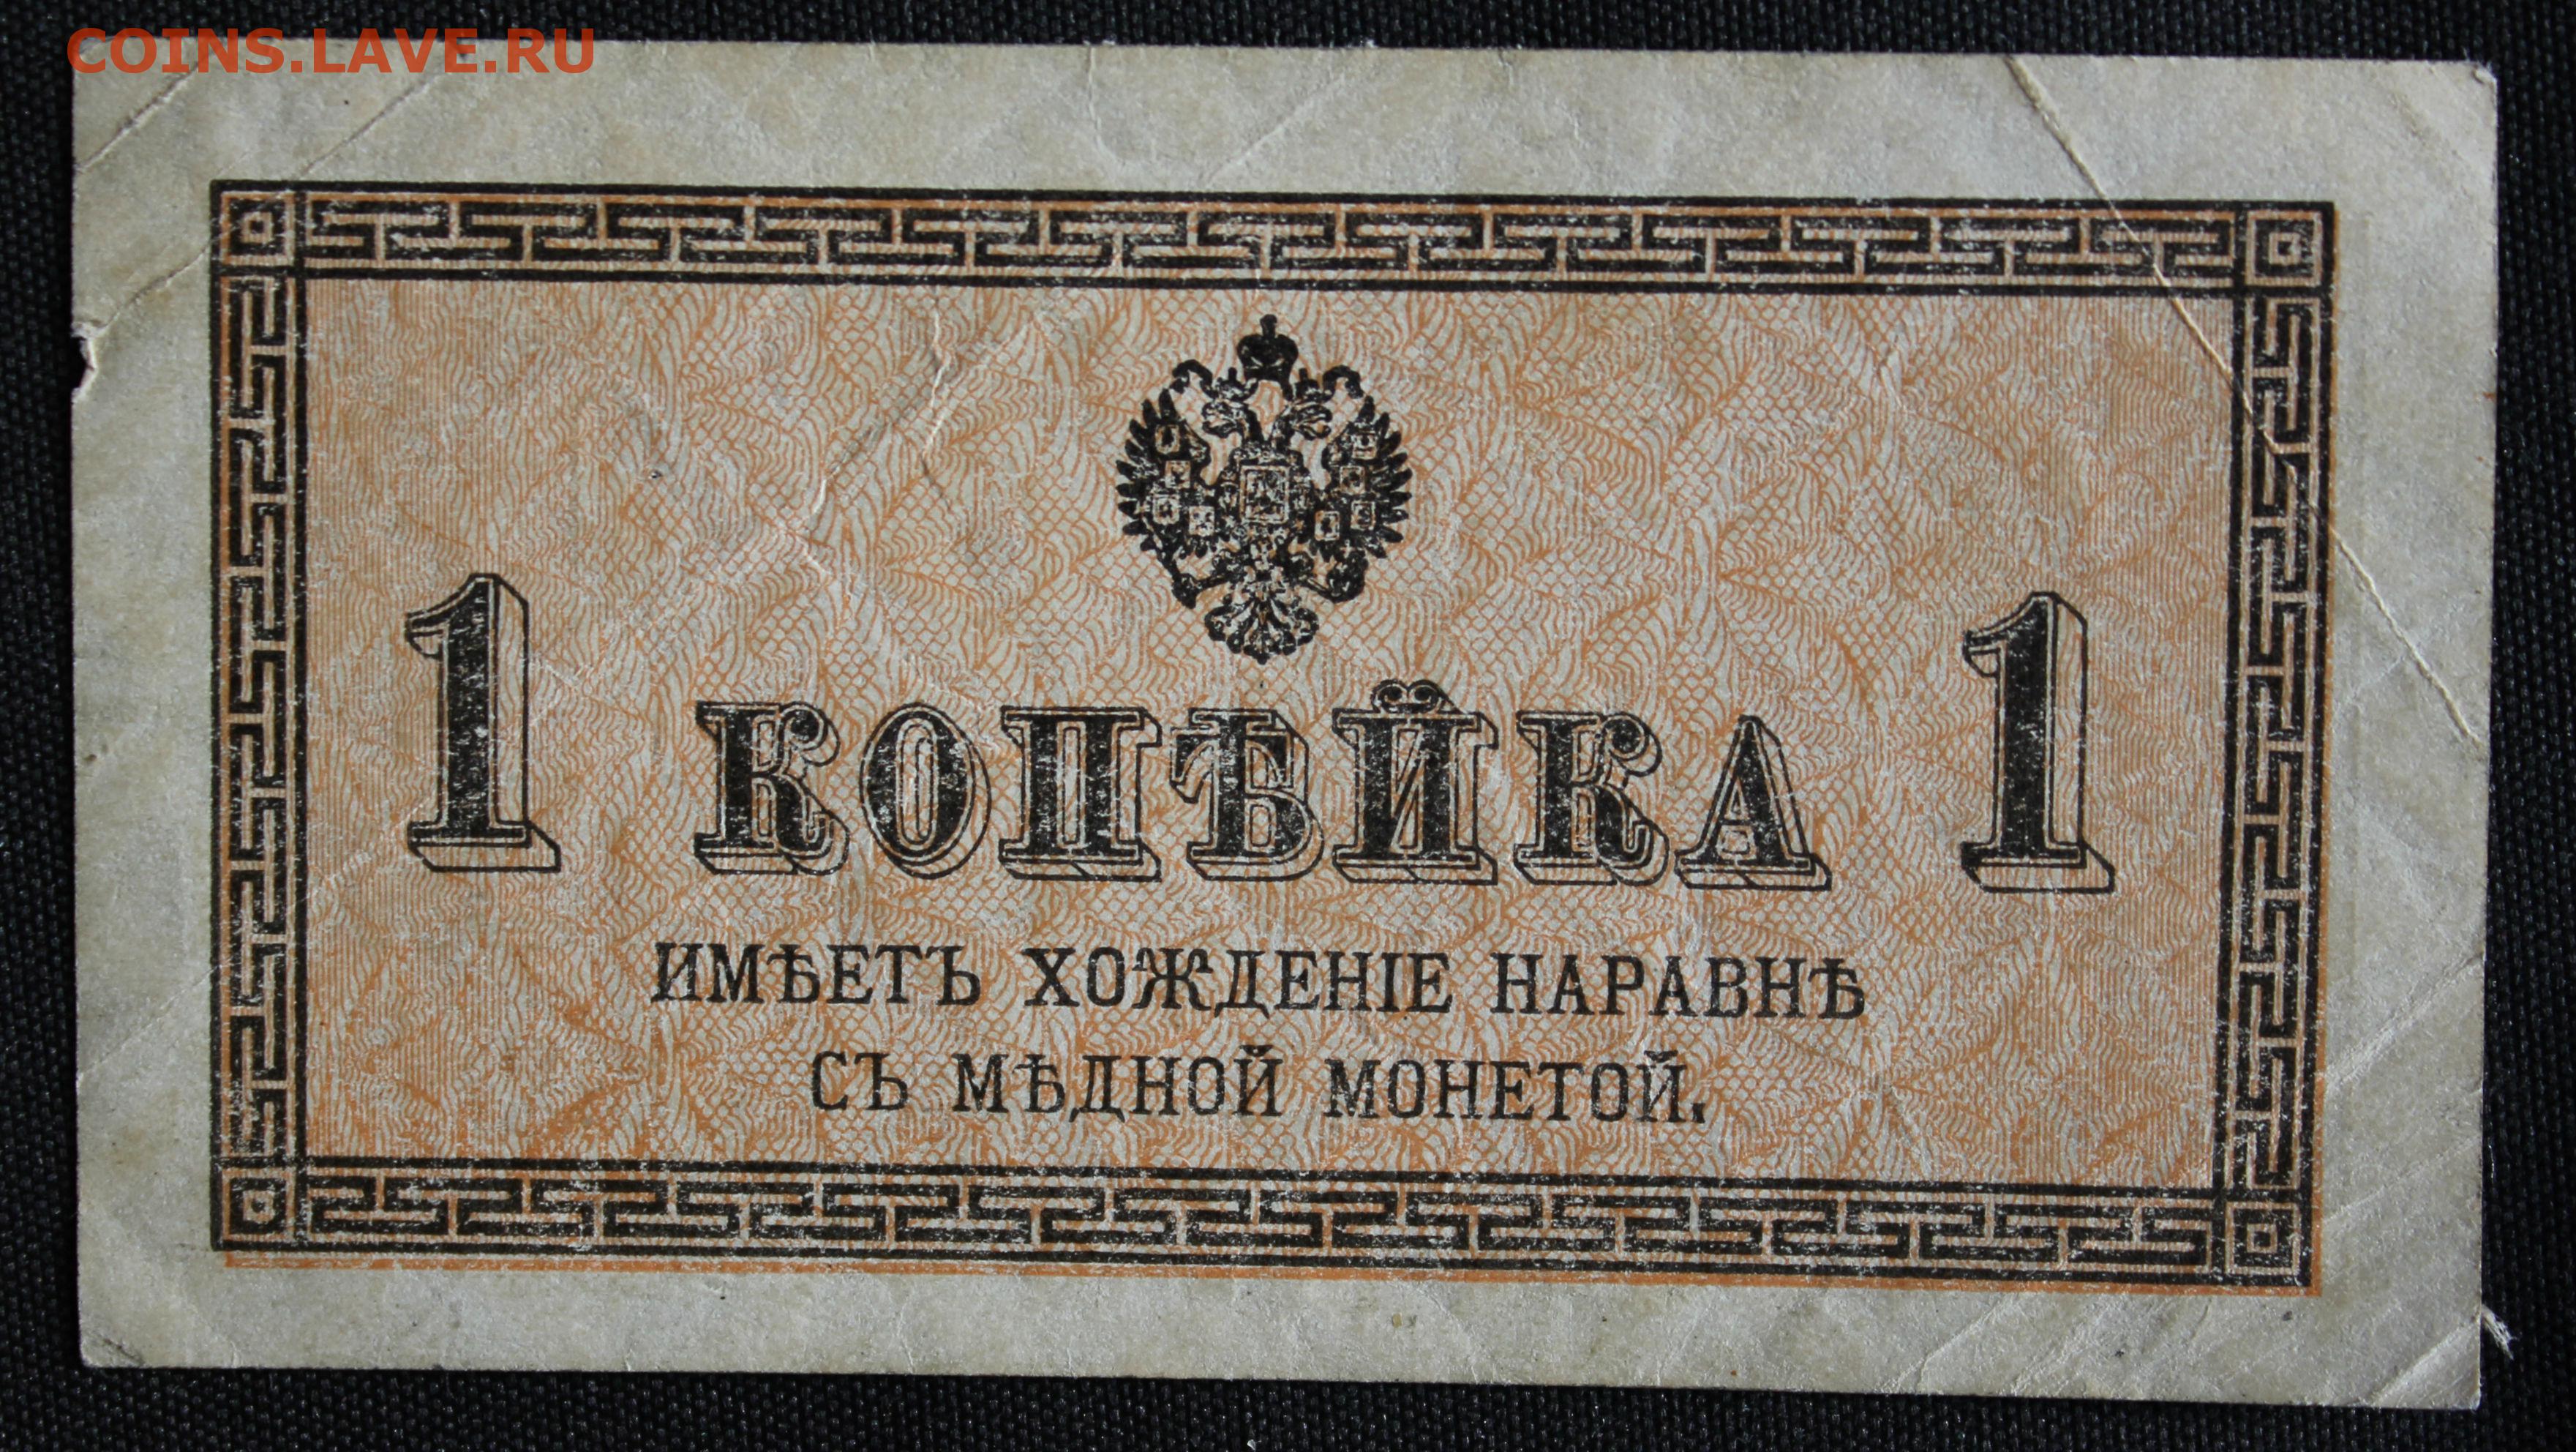 COINS.LAVE.RU
1 КОПѢЙКА 1
ИМѢЕТЪ ХОЖДЕНІЕ НАРАВНѢ
СЪ МѢДНОЙ МОНЕТОЙ.